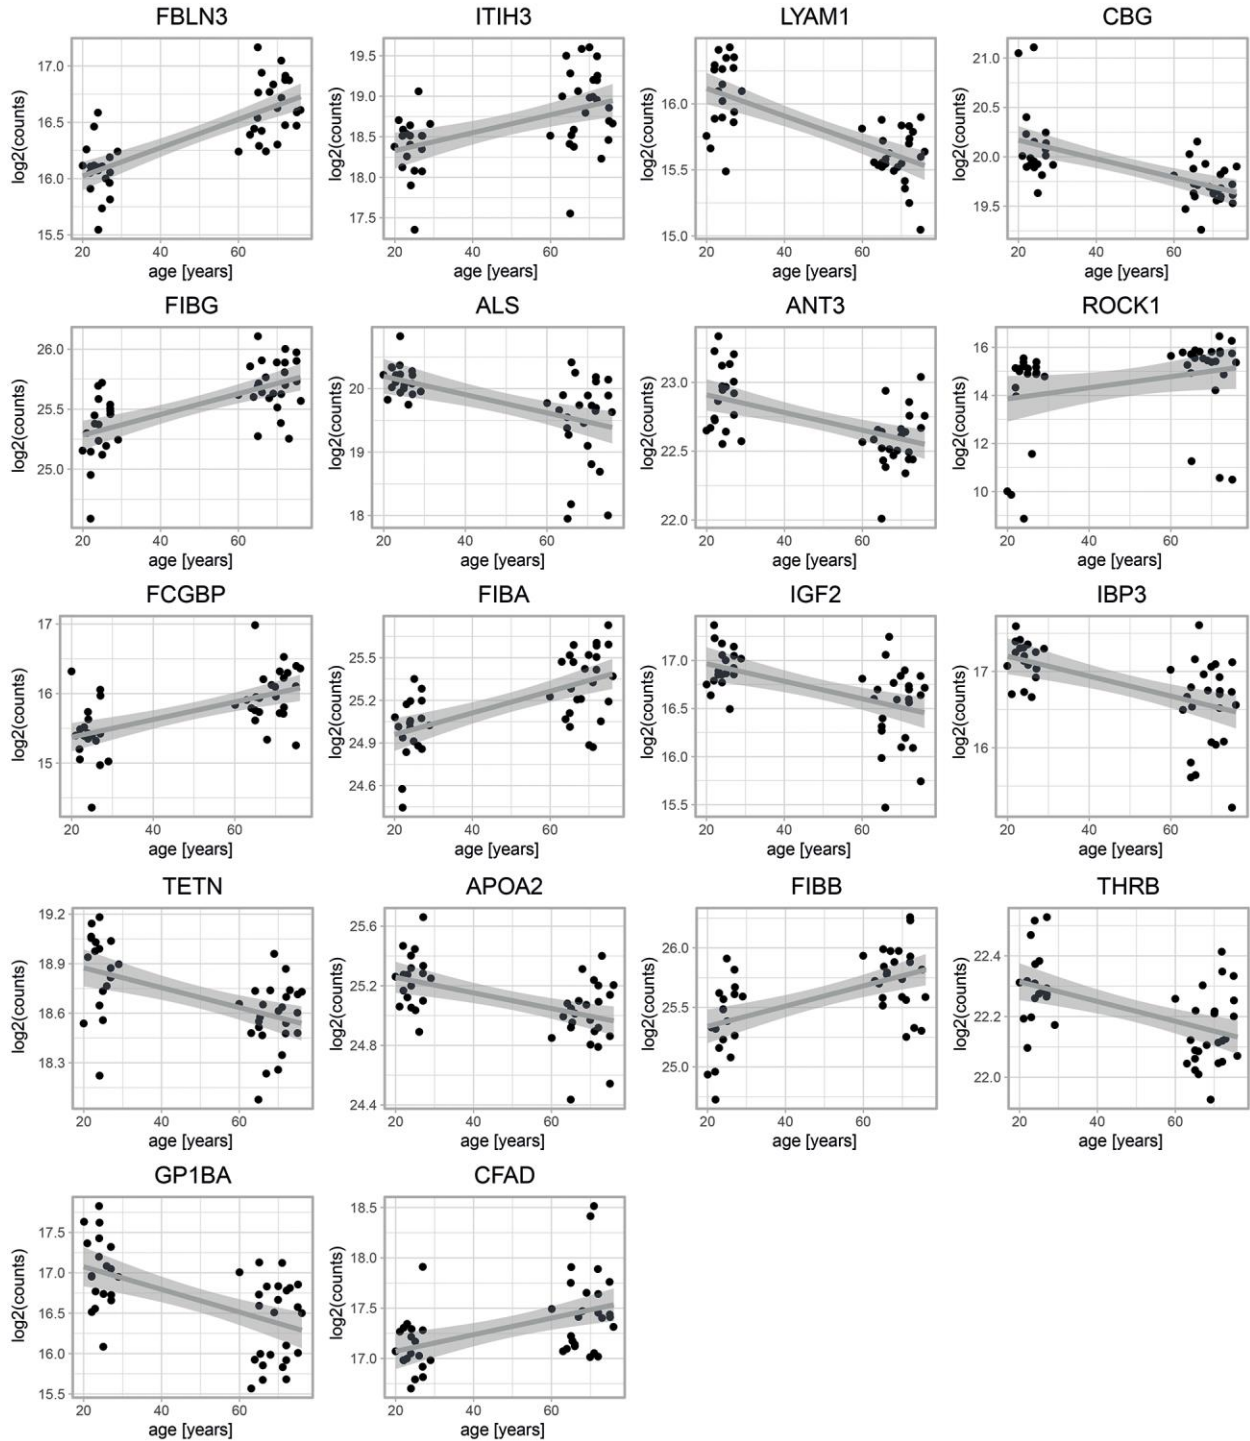 FBLN3 ITIH3 LYAM1 CBG
log2(counts) 17.0 16.5 16.0 15.5 20 40 60 age [years]
log2(counts) 19.5 19.0 18.5 18.0 17.5 20 40 60 age [years]
log2(counts) 16.0 15.5 15.0 20 40 60 age [years]
log2(counts) 21.0 20.5 20.0 19.5 20 40 60 age [years]
FIBG ALS ANT3 ROCK1
log2(counts) 26.0 25.5 25.0 20 40 60 age [years]
log2(counts) 20 19 18 20 40 60 age [years]
log2(counts) 23.0 22.5 22.0 20 40 60 age [years]
log2(counts) 16 14 12 10 20 40 60 age [years]
FCGBP FIBA IGF2 IBP3
log2(counts) 17 16 15 20 40 60 age [years]
log2(counts) 25.5 25.2 24.9 24.6 20 40 60 age [years]
log2(counts) 17.0 16.5 16.0 15.5 20 40 60 age [years]
log2(counts) 17 16 20 40 60 age [years]
TETN APOA2 FIBB THRB
log2(counts) 19.2 18.9 18.6 18.3 20 40 60 age [years]
log2(counts) 25.6 25.2 24.8 24.4 20 40 60 age [years]
log2(counts) 26.0 25.5 25.0 20 40 60 age [years]
log2(counts) 22.4 22.2 22.0 20 40 60 age [years]
GP1BA CFAD
log2(counts) 17.5 17.0 16.5 16.0 15.5 20 40 60 age [years]
log2(counts) 18.5 18.0 17.5 17.0 20 40 60 age [years]